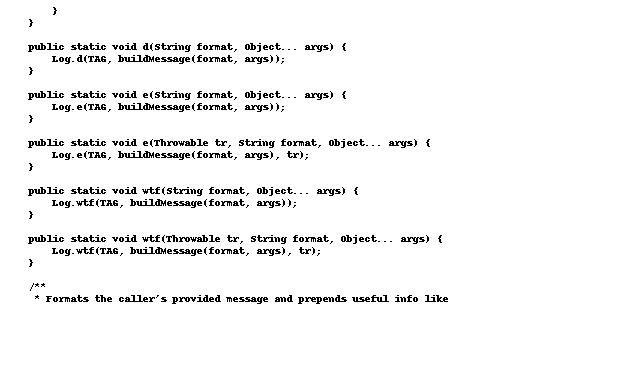 }
    }

    public static void d(String format, Object... args) {
        Log.d(TAG, buildMessage(format, args));
    }

    public static void e(String format, Object... args) {
        Log.e(TAG, buildMessage(format, args));
    }

    public static void e(Throwable tr, String format, Object... args) {
        Log.e(TAG, buildMessage(format, args), tr);
    }

    public static void wtf(String format, Object... args) {
        Log.wtf(TAG, buildMessage(format, args));
    }

    public static void wtf(Throwable tr, String format, Object... args) {
        Log.wtf(TAG, buildMessage(format, args), tr);
    }

    /**
     * Formats the caller's provided message and prepends useful info like